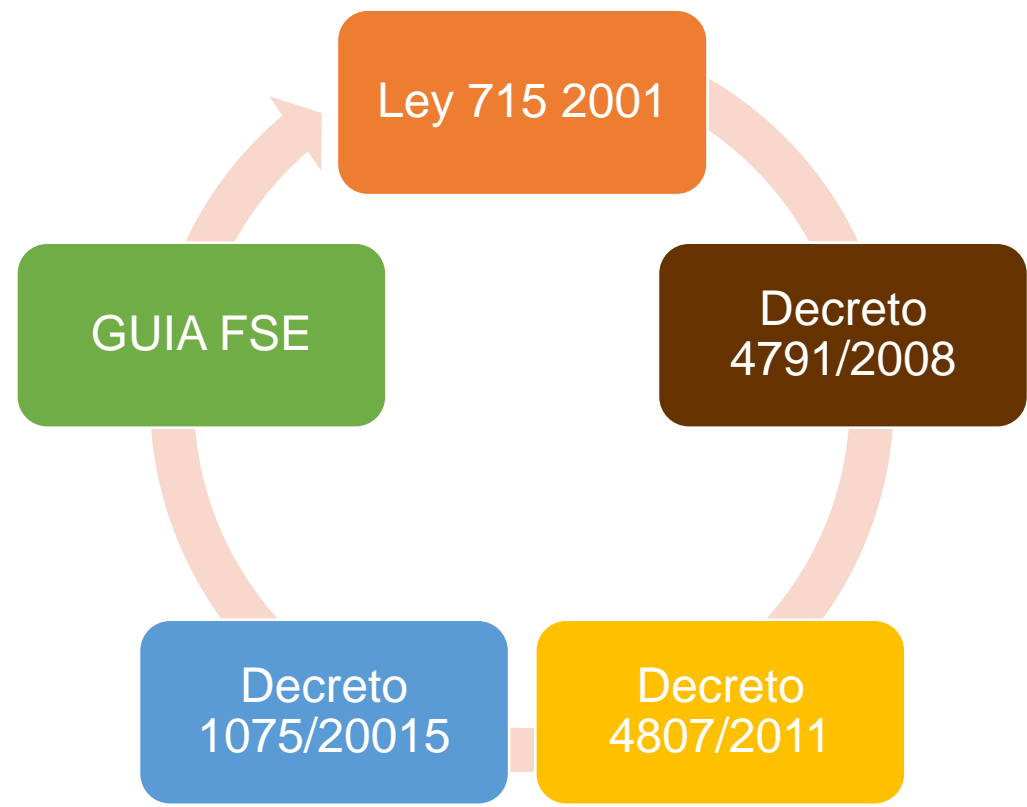 Ley 715 2001
Decreto
4791/2008
Decreto
4807/2011
Decreto
1075/20015
GUIA FSE